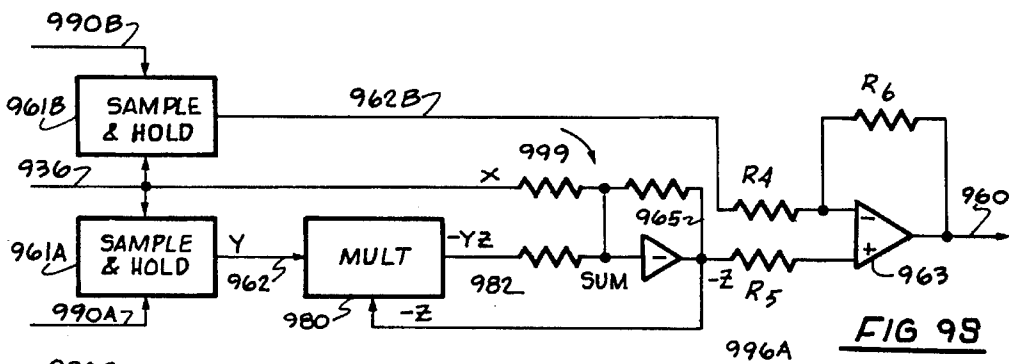 990B
961B
SAMPLE
& HOLD
962B
R6
936
X
999
R4
965
960
961A
SAMPLE
& HOLD
Y
962
MULT
-YZ
982
SUM
-
-Z
R5
-
+
963
990A
980
-Z
996A
FIG 9S